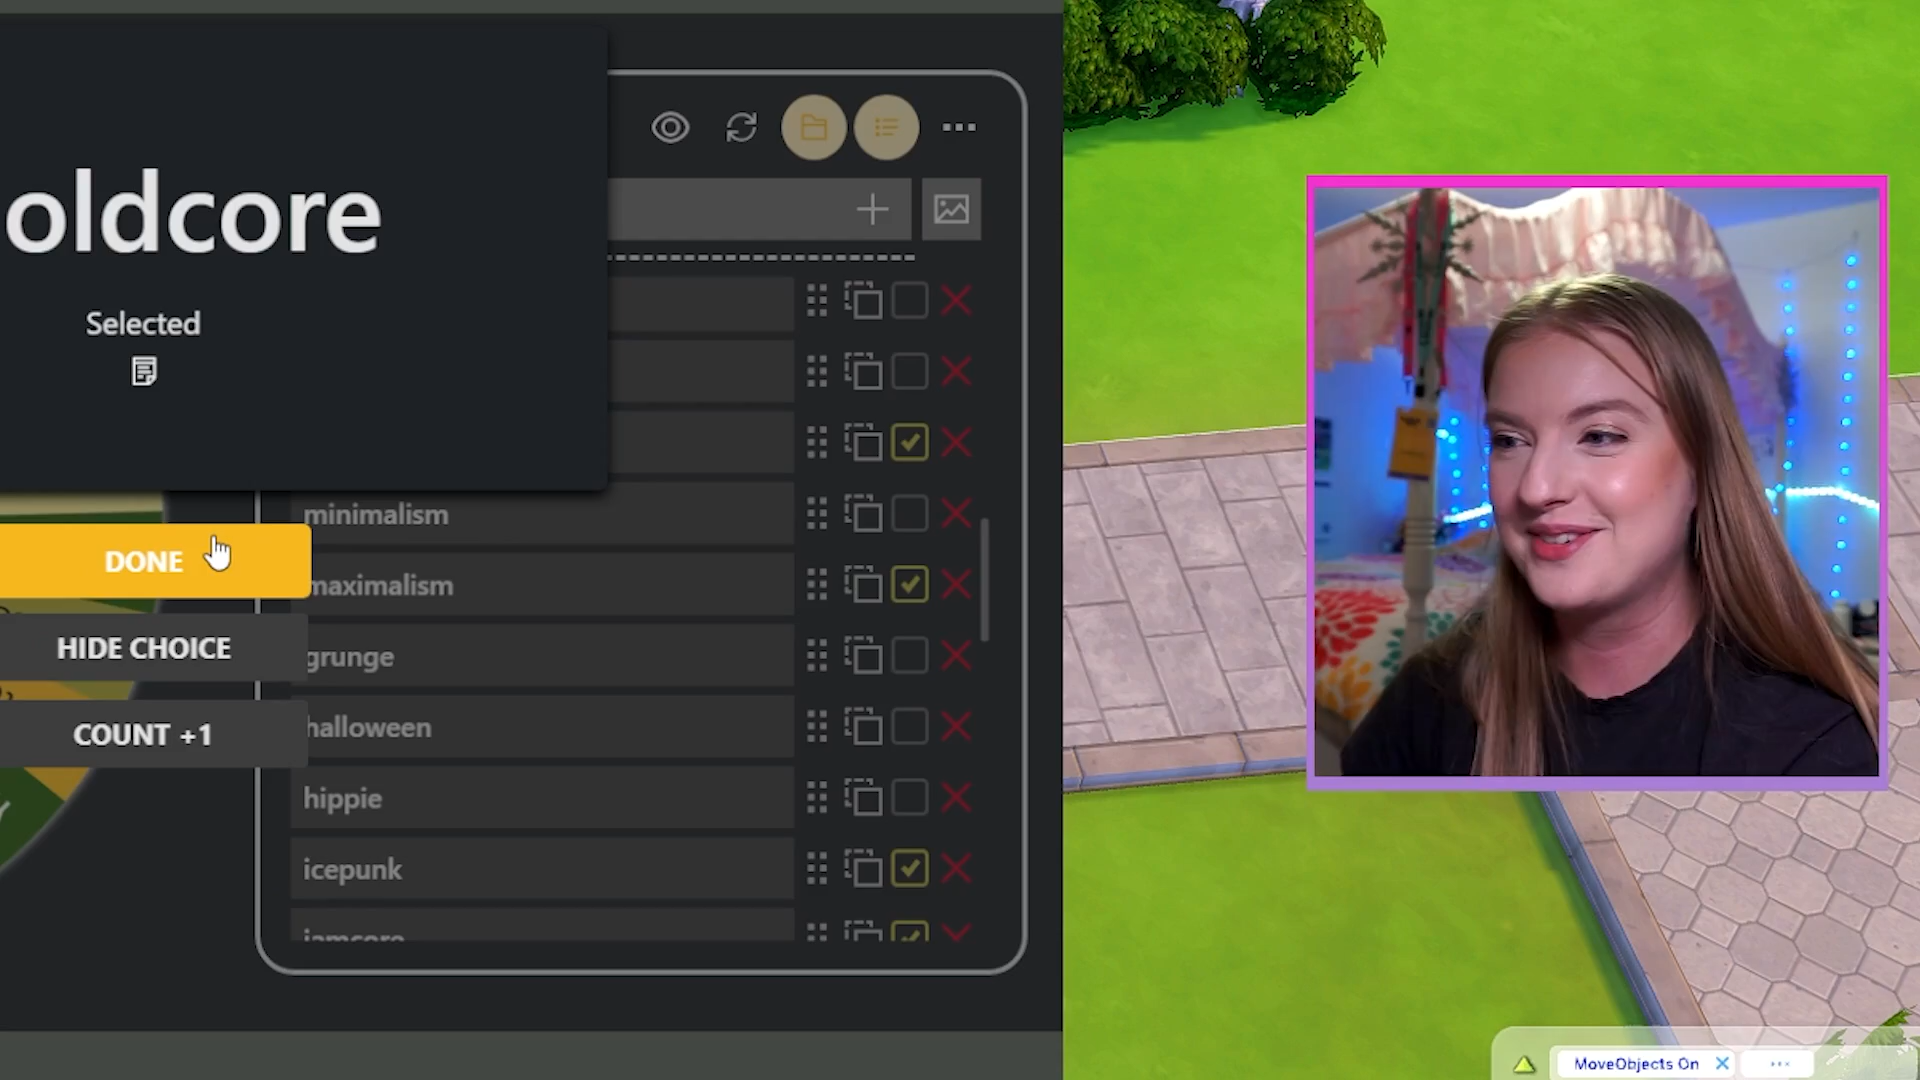 oldcore
Selected
DONE
HIDE CHOICE
COUNT +1
minimalism
maximalism
grunge
halloween
hippie
icepunk
MoveObjects On